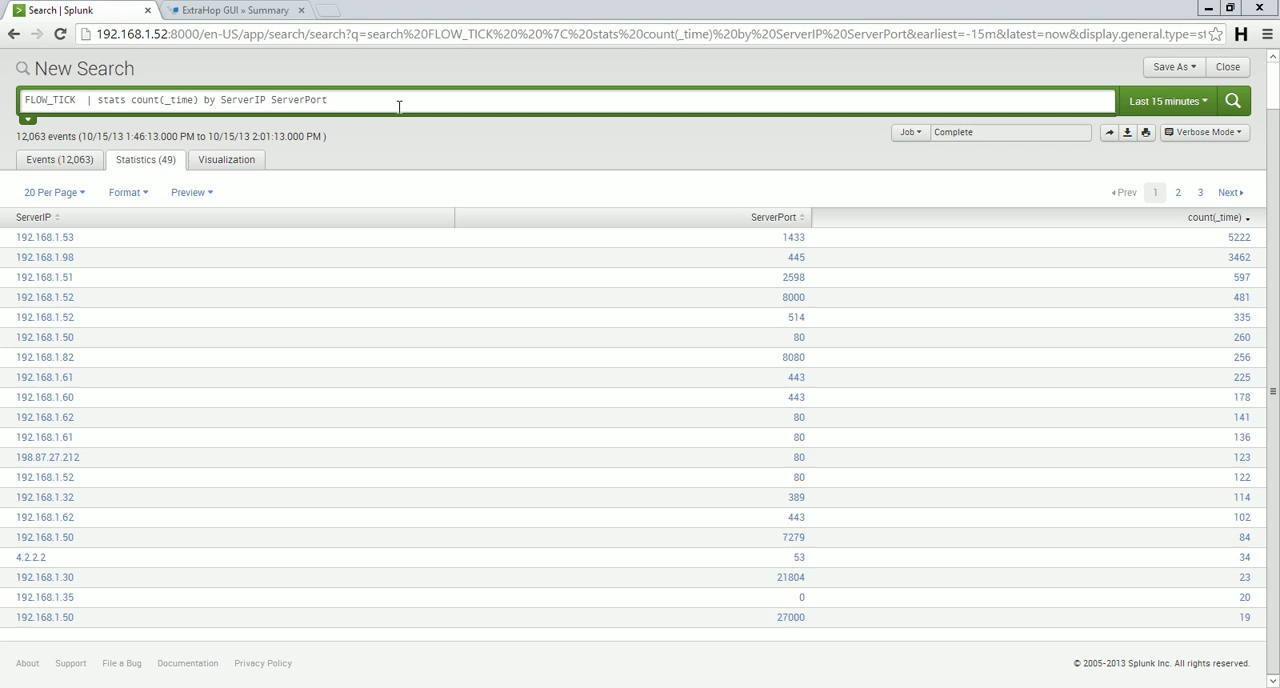 Search | Splunk
ExtraHop GUI » Summary
192.168.1.52:8000/en-US/app/search/search?q=search%20FLOW_TICK%20%20%7C%20stats%20count(_time)%20by%20ServerIP%20ServerPort&earliest=-15m&latest=now&display.general.type=st
New Search
Save As
Close
FLOW_TICK | stats count(_time) by ServerIP ServerPort
Last 15 minutes
12,063 events (10/15/13 1:46:13.000 PM to 10/15/13 2:01:13.000 PM )
Job
Complete
Verbose Mode
Events (12,063)
Statistics (49)
Visualization
20 Per Page
Format
Preview
Prev 1 2 3 Next
ServerIP ServerPort count(_time)
192.168.1.53 1433 5222
192.168.1.98 445 3462
192.168.1.51 2598 597
192.168.1.52 8000 481
192.168.1.52 514 335
192.168.1.50 80 260
192.168.1.82 8080 256
192.168.1.61 443 225
192.168.1.60 443 178
192.168.1.62 80 141
192.168.1.61 80 136
198.87.27.212 80 123
192.168.1.52 80 122
192.168.1.32 389 114
192.168.1.62 443 102
192.168.1.50 7279 84
4.2.2.2 53 34
192.168.1.30 21804 23
192.168.1.35 0 20
192.168.1.50 27000 19
About
Support
File a Bug
Documentation
Privacy Policy
© 2005-2013 Splunk Inc. All rights reserved.